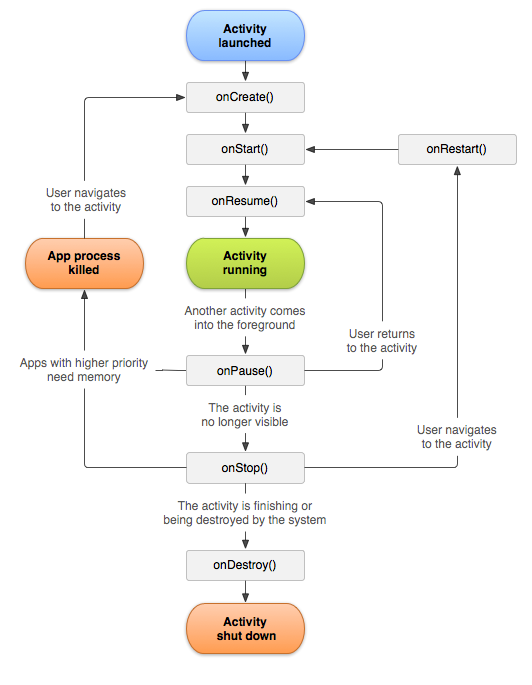 Activity
launched
onCreate()
onStart()
onRestart()
User navigates
to the activity
onResume()
App process
killed
Activity
running
Another activity comes
into the foreground
User returns
to the activity
Apps with higher priority
need memory
onPause()
The activity is
no longer visible
User navigates
to the activity
onStop()
The activity is finishing or
being destroyed by the system
onDestroy()
Activity
shut down